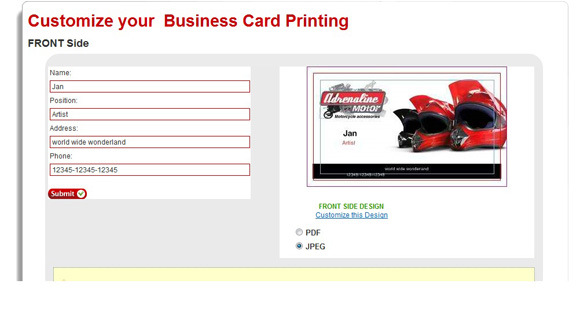 Customize your Business Card Printing
FRONT Side
Name:
Jan
Position:
Artist
Address:
world wide wonderland
Phone:
12345-12345-12345
Submit
Adrenaline
MOTOR
Motorcycle accessories
Jan
Artist
world wide wonderland
12345-12345-12345
FRONT SIDE DESIGN
Customize this Design
PDF
JPEG